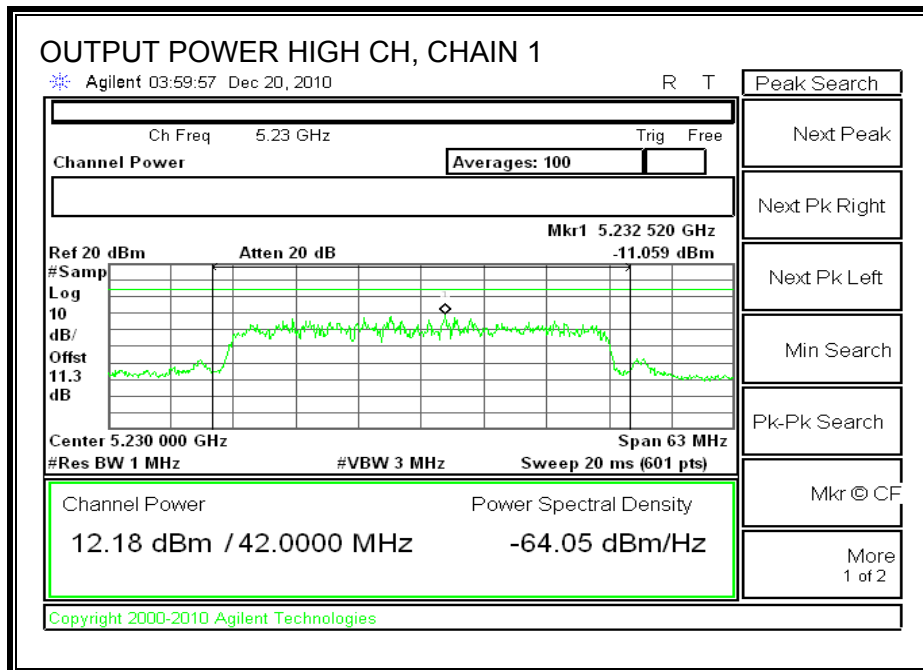 OUTPUT POWER HIGH CH, CHAIN 1
Agilent 03:59:57 Dec 20, 2010 R T
Peak Search
Ch Freq 5.23 GHz Trig Free
Channel Power Averages: 100
Mkr1 5.232 520 GHz
Ref 20 dBm Atten 20 dB -11.059 dBm
#Samp
Log
10
dB/
Offst
11.3
dB
1
Center 5.230 000 GHz Span 63 MHz
#Res BW 1 MHz #VBW 3 MHz Sweep 20 ms (601 pts)
Channel Power Power Spectral Density
12.18 dBm / 42.0000 MHz -64.05 dBm/Hz
Copyright 2000-2010 Agilent Technologies
Next Peak
Next Pk Right
Next Pk Left
Min Search
Pk-Pk Search
Mkr © CF
More
1 of 2